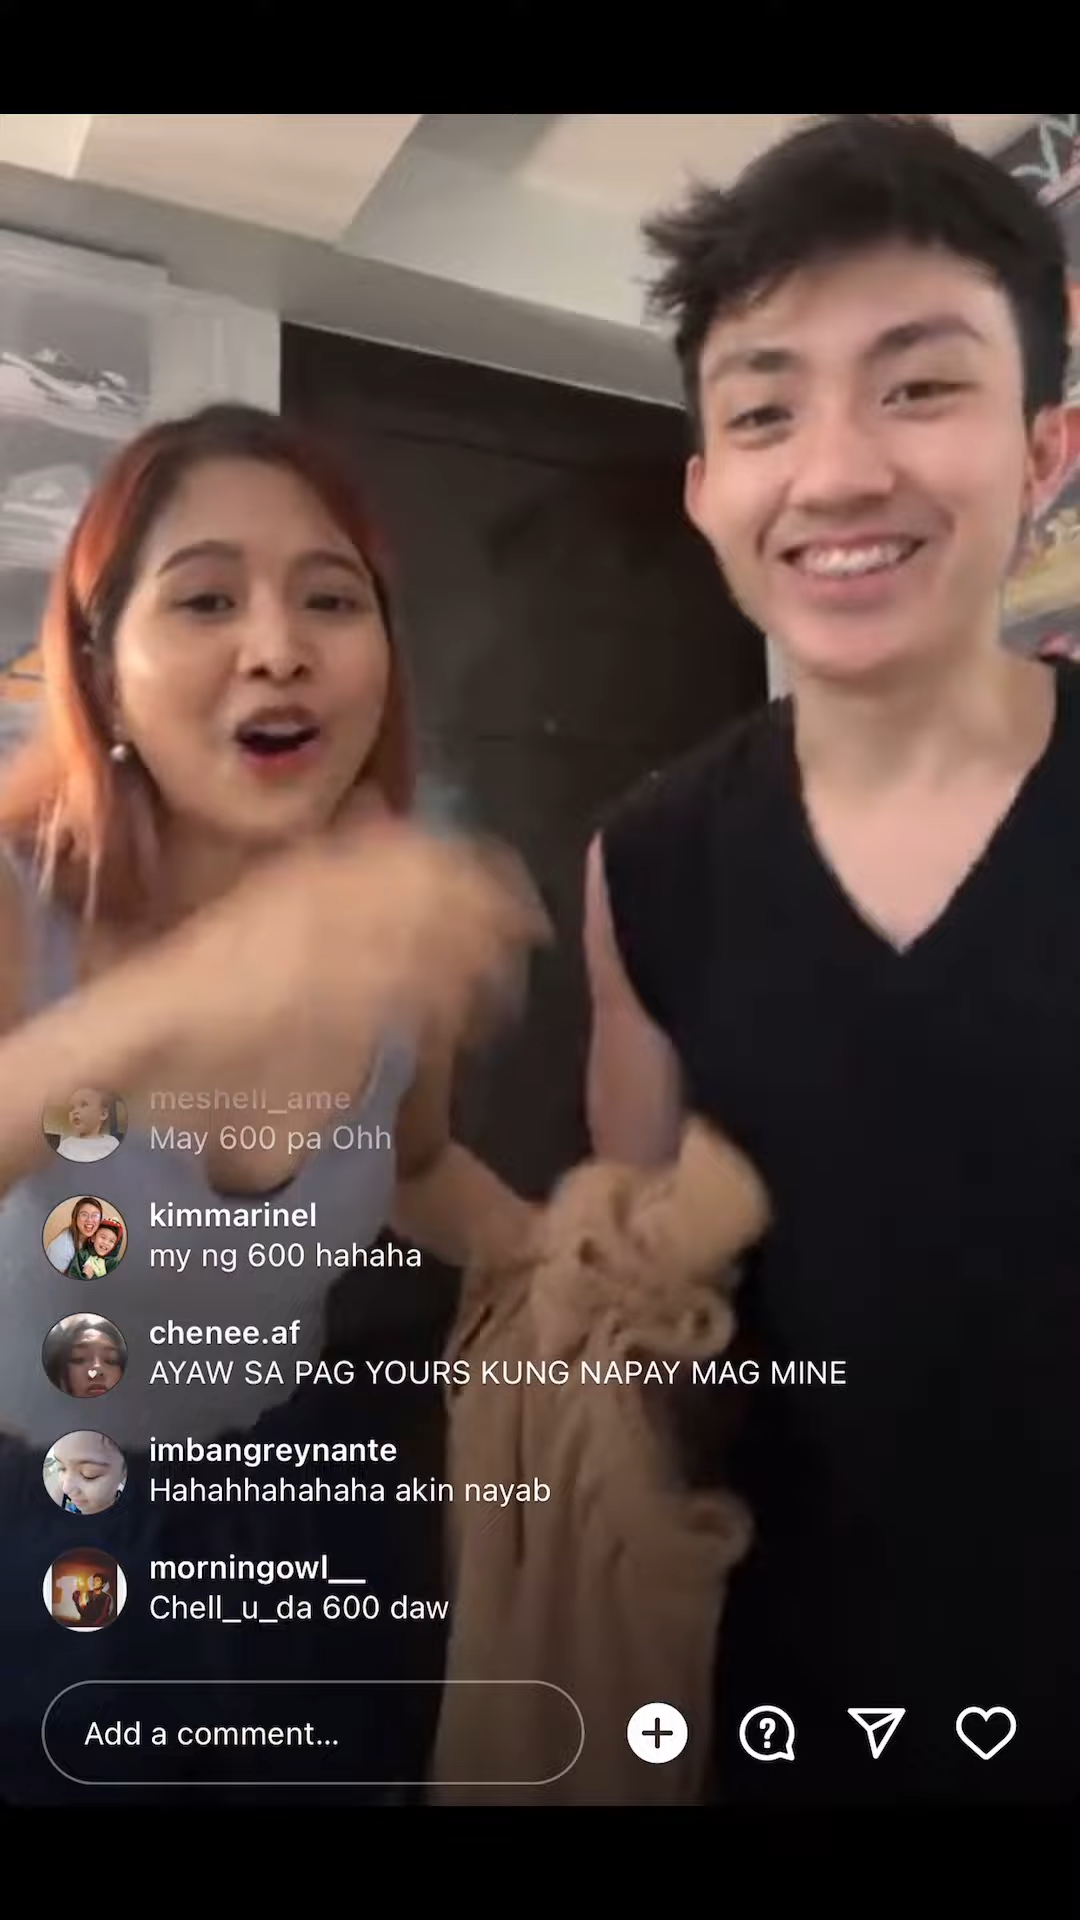 meshell_ame
May 600 pa Ohh
kimmarinel
my ng 600 hahaha
chenee.af
AYAW SA PAG YOURS KUNG NAPAY MAG MINE
imbangreynante
Hahahhahahaha akin nayab
morningowl__
Chell_u_da 600 daw
Add a comment...